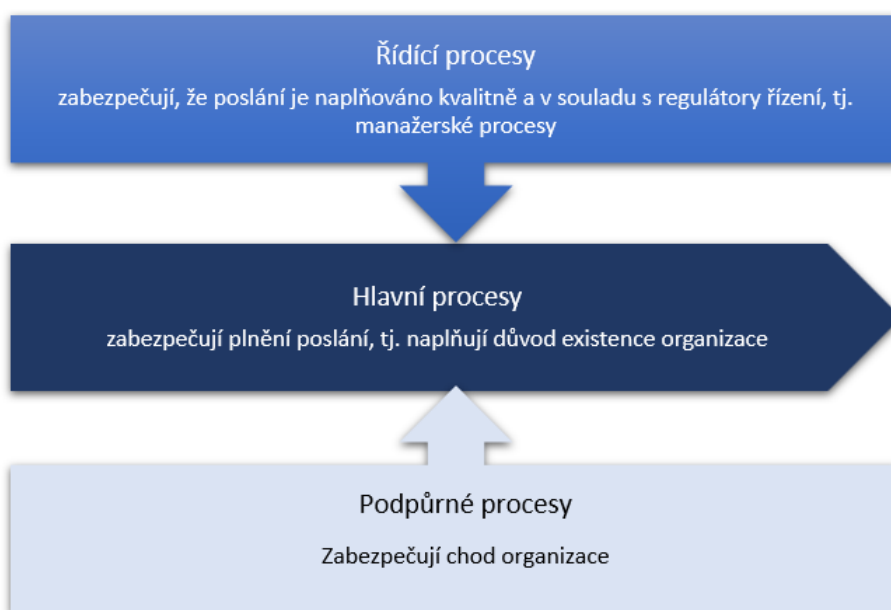 Řídící procesy
zabezpečují, že poslání je naplňováno kvalitně a v souladu s regulátory řízení, tj.
manažerské procesy
Hlavní procesy
zabezpečují plnění poslání, tj. naplňují důvod existence organizace
Podpůrné procesy
Zabezpečují chod organizace